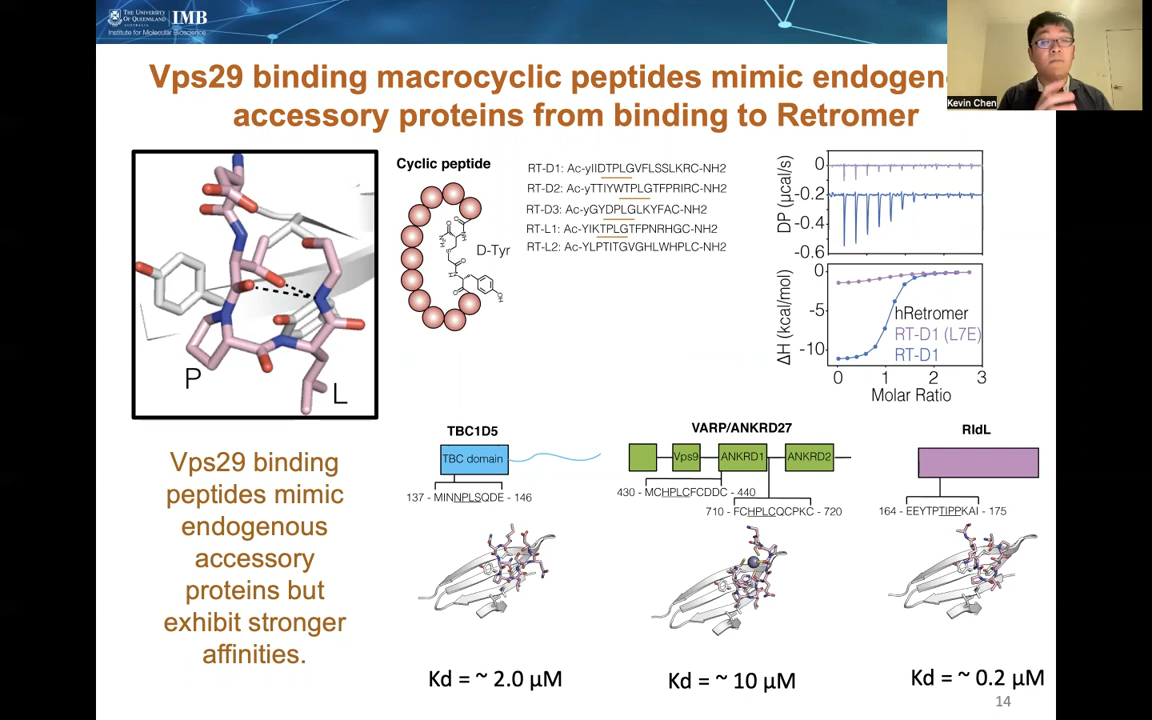 THE UNIVERSITY
OF QUEENSLAND
AUSTRALIA
IMB
Institute for Molecular Bioscience
Kevin Chen
Vps29 binding macrocyclic peptides mimic endogen
accessory proteins from binding to Retromer
P
L
Cyclic peptide
D-Tyr
H₂N
O
NH
S
O
HN
O
OH
RT-D1: Ac-yIIDTPLGVFLSSLKRC-NH2
RT-D2: Ac-yTTIYWTPLGTFPRIRC-NH2
RT-D3: Ac-yGYDPLGLKYFAC-NH2
RT-L1: Ac-YIKTPLGTFPNRHGC-NH2
RT-L2: Ac-YLPTITGVGHLWHPLC-NH2
DP (µcal/s)
0
-0.2
-0.4
-0.6
ΔH (kcal/mol)
0
-5
-10
hRetromer
RT-D1 (L7E)
RT-D1
0 1 2 3
Molar Ratio
Vps29 binding
peptides mimic
endogenous
accessory
proteins but
exhibit stronger
affinities.
TBC1D5
TBC domain
137 - MINNPLSQDE - 146
Kd = ~ 2.0 µM
VARP/ANKRD27
Vps9
ANKRD1
ANKRD2
430 - MCHPLCFCDDC - 440
710 - FCHPLCQCPKC - 720
Kd = ~ 10 µM
RIdL
164 - EEYTPTIPPKAI - 175
Kd = ~ 0.2 µM
14